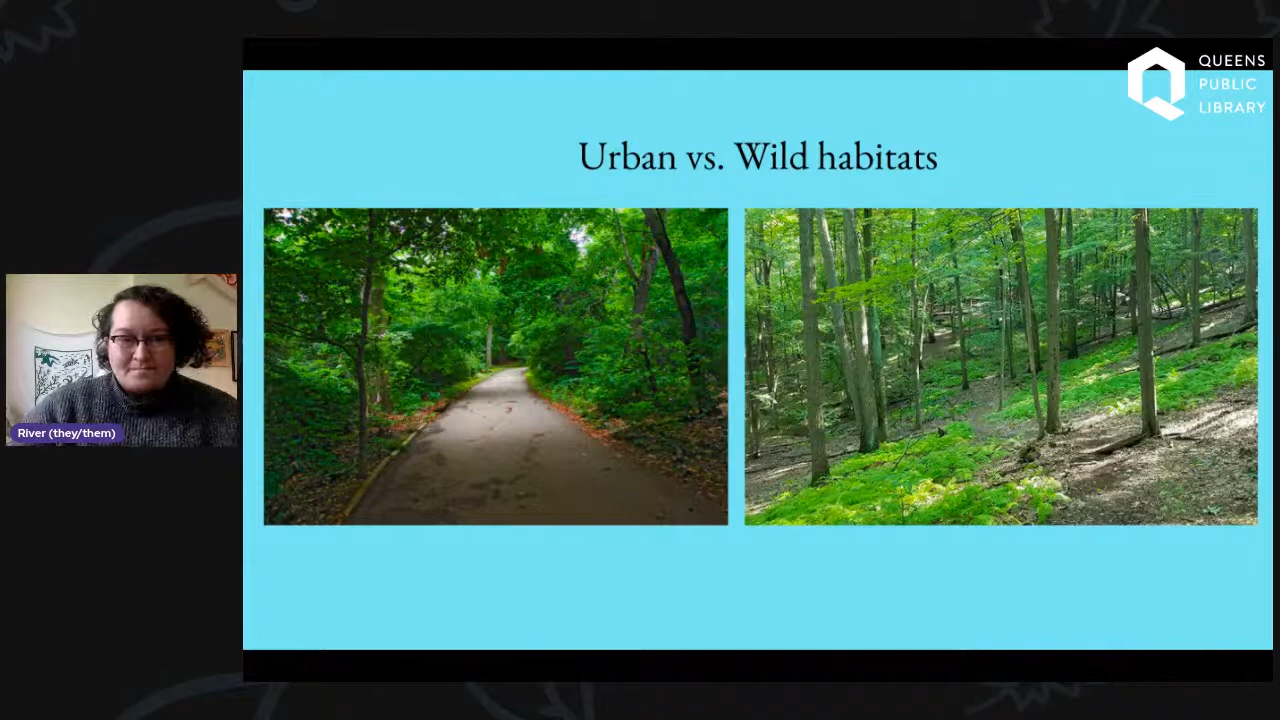 QUEENS
PUBLIC
LIBRARY
Urban vs. Wild habitats
River (they/them)